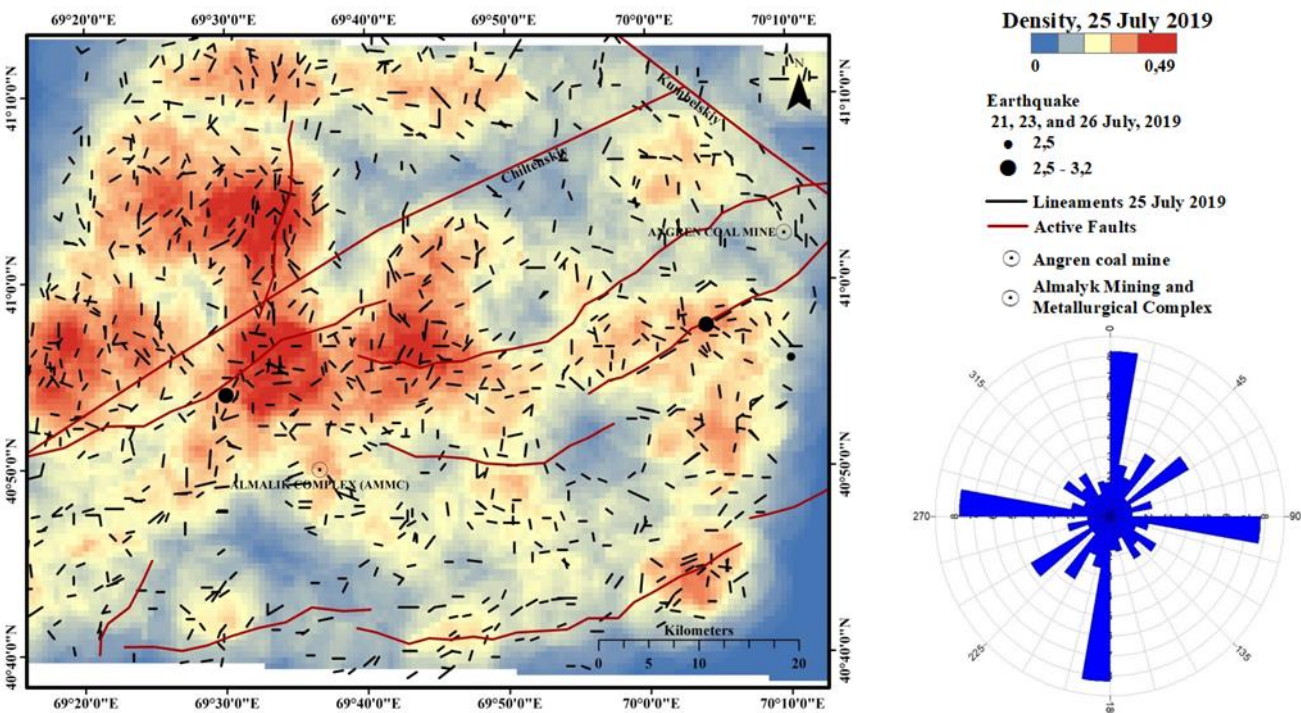 69°20'0"E 69°30'0"E 69°40'0"E 69°50'0"E 70°0'0"E 70°10'0"E
41°10'0"N
41°0'0"N
40°50'0"N
40°40'0"N
N
Kumbelskiy
Chiltenskiy
ANGREN COAL MINE
ALMALIK COMPLEX (AMMC)
Kilometers
0 5 10 20
41°10'0"N
41°0'0"N
40°50'0"N
40°40'0"N
69°20'0"E 69°30'0"E 69°40'0"E 69°50'0"E 70°0'0"E 70°10'0"E
Density, 25 July 2019
0 0,49
Earthquake
21, 23, and 26 July, 2019
2,5
2,5 - 3,2
Lineaments 25 July 2019
Active Faults
Angren coal mine
Almalyk Mining and
Metallurgical Complex
0
315 45
270 90
225 135